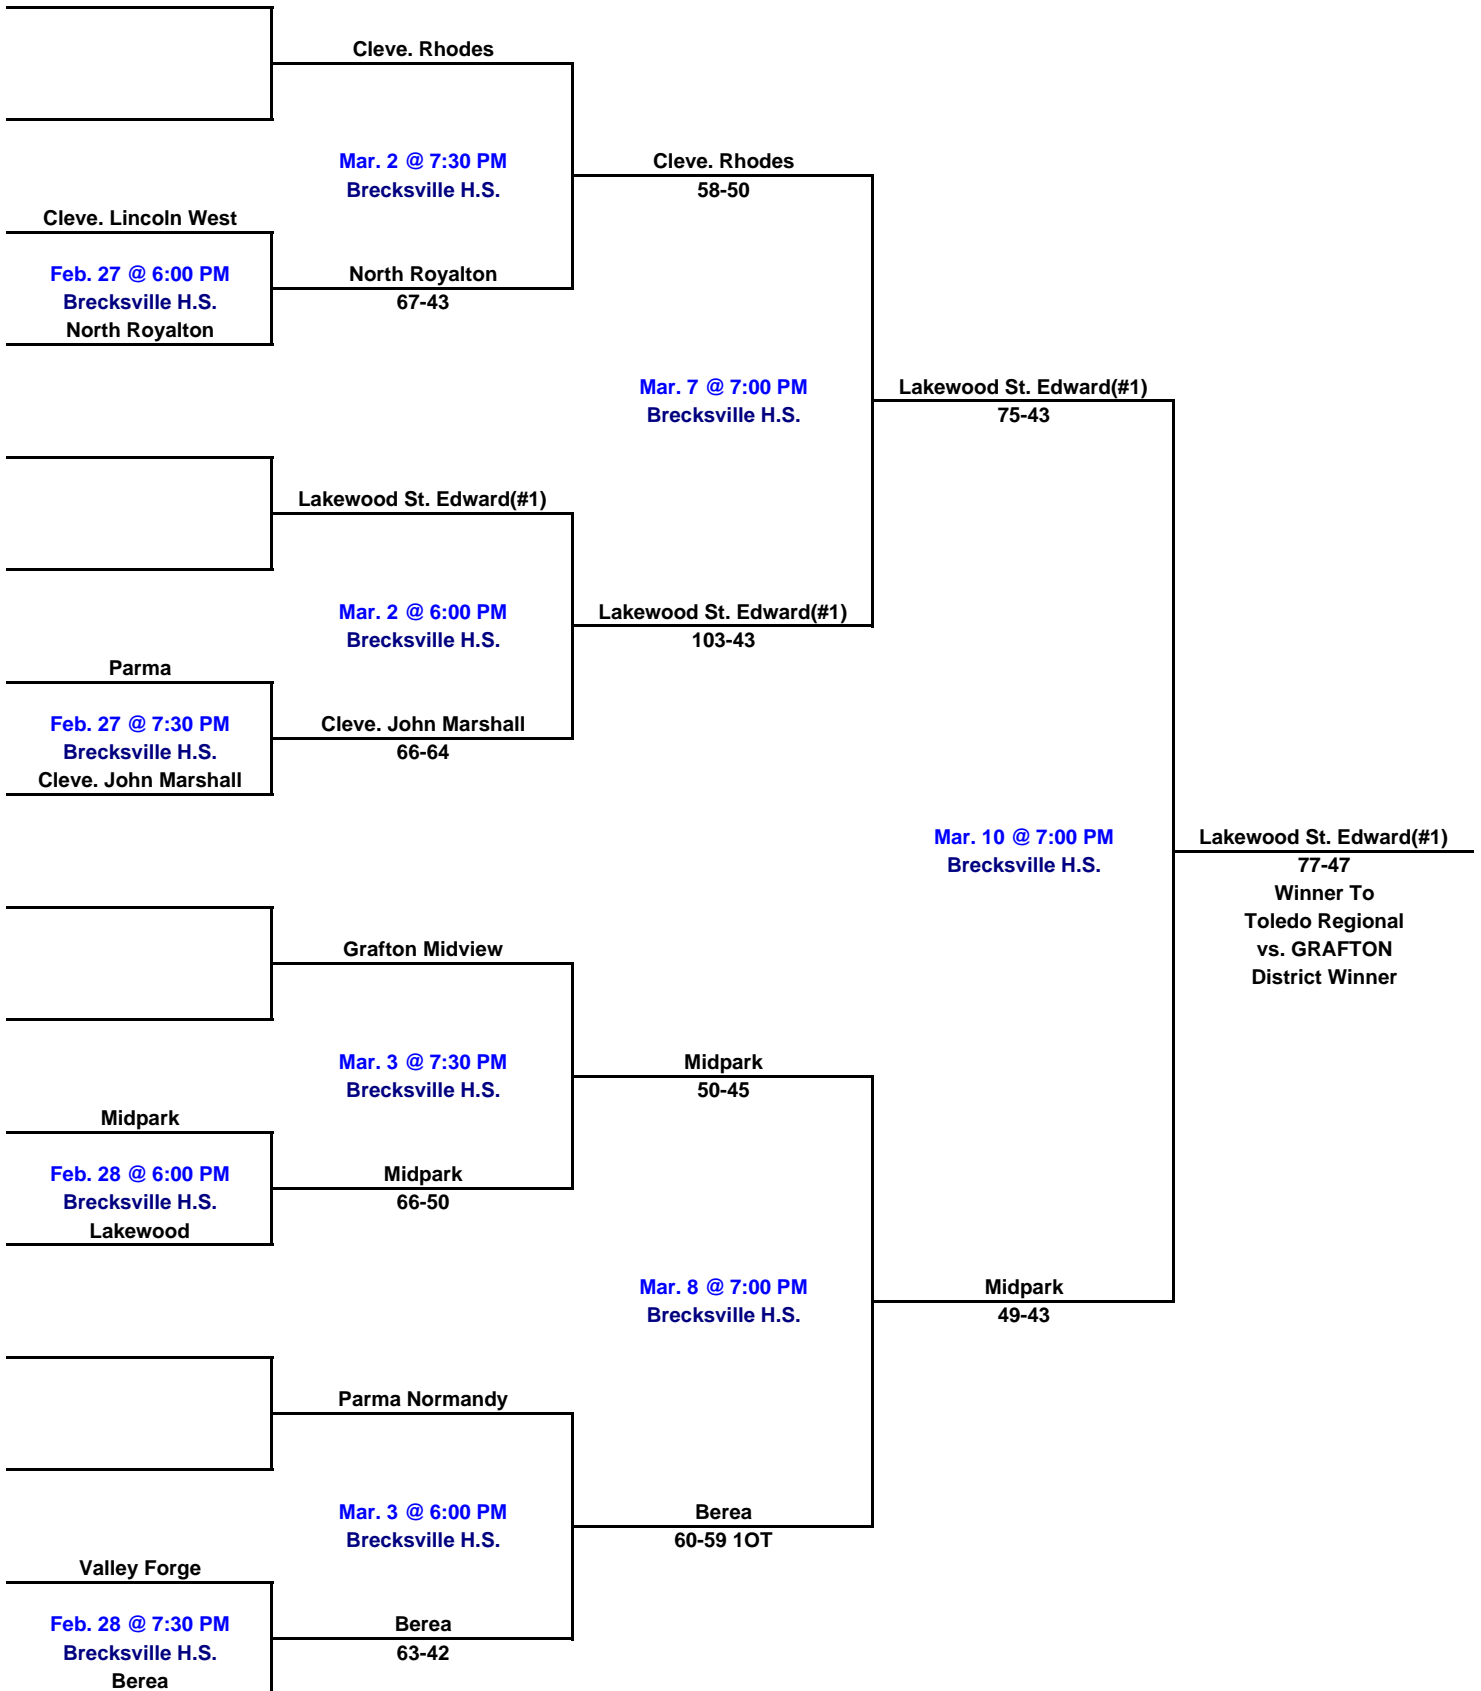 Cleve. Rhodes
Mar. 2 @ 7:30 PM
Cleve. Rhodes
Brecksville H.S.
58-50
Cleve. Lincoln West
Feb. 27 @ 6:00 PM
North Royalton
Brecksville H.S.
67-43
North Royalton
Mar. 7 @ 7:00 PM
Lakewood St. Edward(#1)
Brecksville H.S.
75-43
Lakewood St. Edward(#1)
Mar. 2 @ 6:00 PM
Lakewood St. Edward(#1)
Brecksville H.S.
103-43
Parma
Feb. 27 @ 7:30 PM
Cleve. John Marshall
Brecksville H.S.
66-64
Cleve. John Marshall
Mar. 10 @ 7:00 PM
Lakewood St. Edward(#1)
Brecksville H.S.
77-47
Winner To
Toledo Regional
vs. GRAFTON
District Winner
Grafton Midview
Mar. 3 @ 7:30 PM
Midpark
Brecksville H.S.
50-45
Midpark
Feb. 28 @ 6:00 PM
Midpark
Brecksville H.S.
66-50
Lakewood
Mar. 8 @ 7:00 PM
Midpark
Brecksville H.S.
49-43
Parma Normandy
Mar. 3 @ 6:00 PM
Berea
Brecksville H.S.
60-59 1OT
Valley Forge
Feb. 28 @ 7:30 PM
Berea
Brecksville H.S.
63-42
Berea